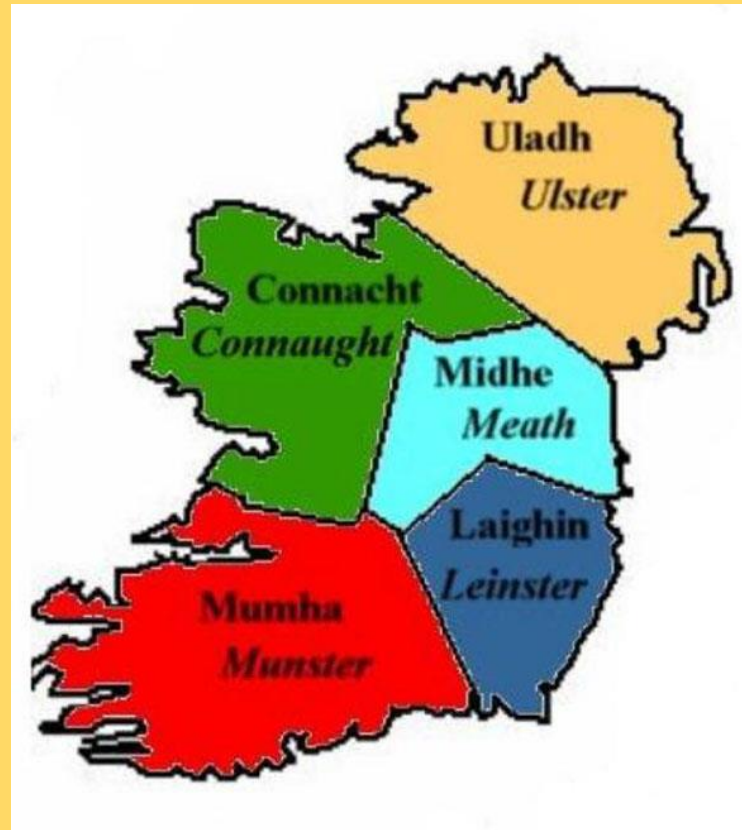 Uladh
Ulster
Connacht
Connaught
Midhe
Meath
Laighin
Leinster
Mumha
Munster